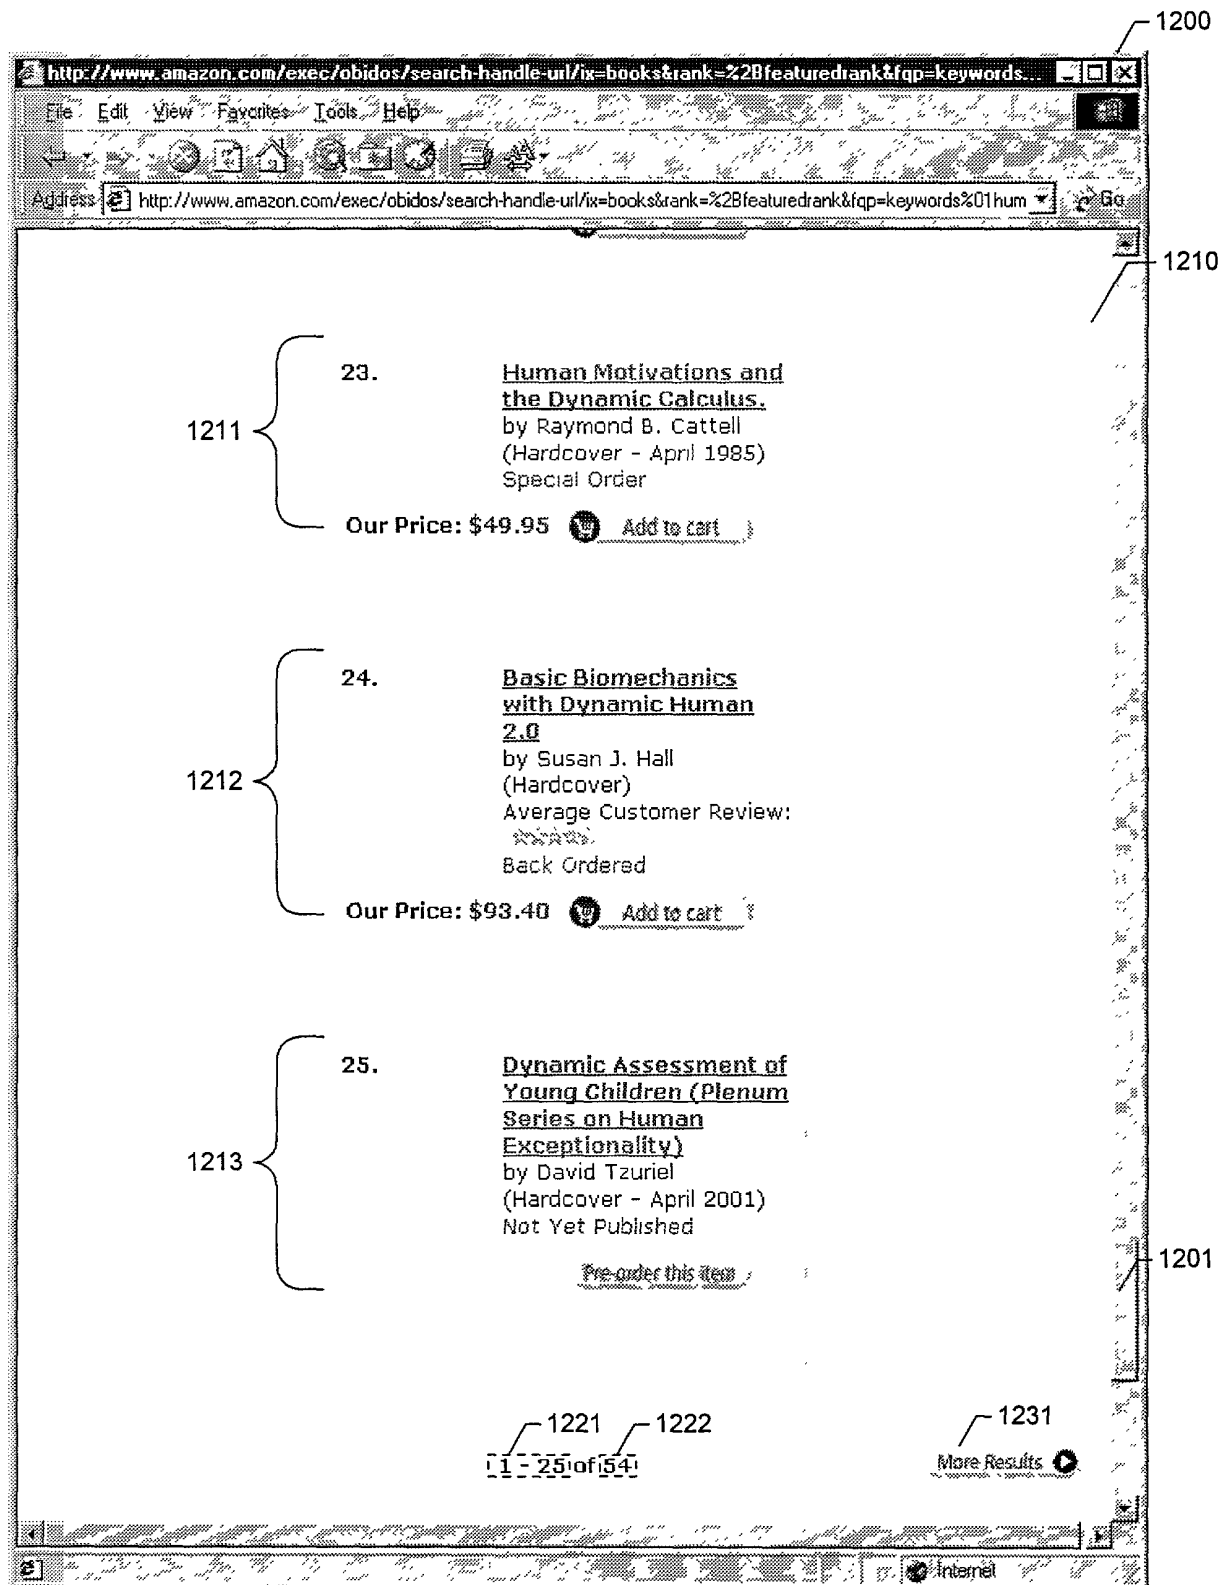 1200
http://www.amazon.com/exec/obidos/search-handle-url/ix=books&rank=%2Bfeaturedrank&fqp=keywords...
File Edit View Favorites Tools Help
Address http://www.amazon.com/exec/obidos/search-handle-url/ix=books&rank=%2Bfeaturedrank&fqp=keywords%01hum Go
1210
23. Human Motivations and
the Dynamic Calculus.
1211
by Raymond B. Cattell
(Hardcover - April 1985)
Special Order
Our Price: $49.95 Add to cart
24. Basic Biomechanics
with Dynamic Human
2.0
by Susan J. Hall
1212
(Hardcover)
Average Customer Review:
Back Ordered
Our Price: $93.40 Add to cart
25. Dynamic Assessment of
Young Children (Plenum
Series on Human
Exceptionality)
1213
by David Tzuriel
(Hardcover - April 2001)
Not Yet Published
1201
Pre-order this item
1221 1222 1231
1 - 25 of 54 More Results
Internet